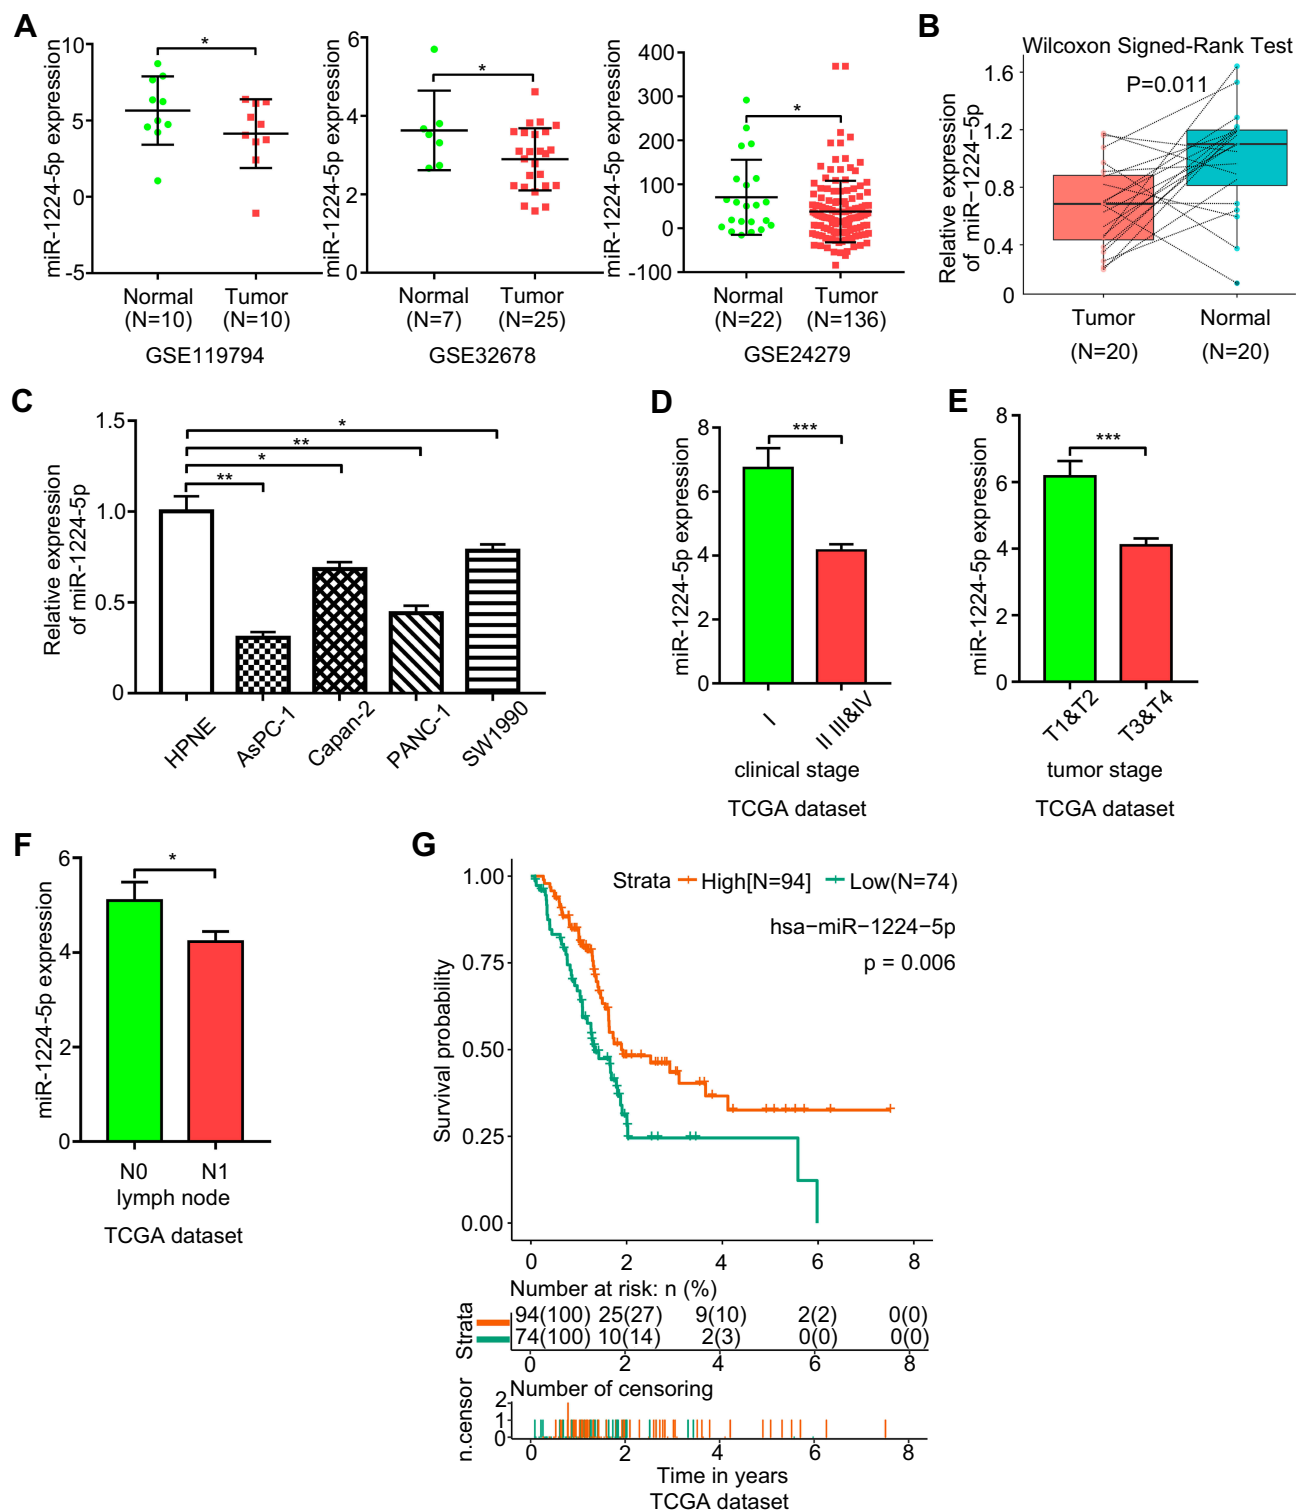 A
miR-1224-5p expression
10
5
0
-5
*
Normal
(N=10)
Tumor
(N=10)
GSE119794
miR-1224-5p expression
6
4
2
0
*
Normal
(N=7)
Tumor
(N=25)
GSE32678
miR-1224-5p expression
400
300
200
100
0
-100
*
Normal
(N=22)
Tumor
(N=136)
GSE24279
B
Wilcoxon Signed-Rank Test
P=0.011
Relative expression
of miR−1224−5p
1.6
1.2
0.8
0.4
0
Tumor
(N=20)
Normal
(N=20)
C
Relative expression
of miR-1224-5p
1.5
1.0
0.5
0
*
**
*
**
HPNE
AsPC-1
Capan-2
PANC-1
SW1990
D
miR-1224-5p expression
8
6
4
2
0
***
I
II III&IV
clinical stage
TCGA dataset
E
miR-1224-5p expression
8
6
4
2
0
***
T1&T2
T3&T4
tumor stage
TCGA dataset
F
miR-1224-5p expression
6
4
2
0
*
N0
N1
lymph node
TCGA dataset
G
Strata High[N=94] Low(N=74)
hsa−miR−1224−5p
p = 0.006
Survival probability
1.00
0.75
0.50
0.25
0.00
0 2 4 6 8
Number at risk: n (%)
Strata
94(100) 25(27) 9(10) 2(2) 0(0)
74(100) 10(14) 2(3) 0(0) 0(0)
0 2 4 6 8
Number of censoring
n.censor
2
1
0
0 2 4 6 8
Time in years
TCGA dataset